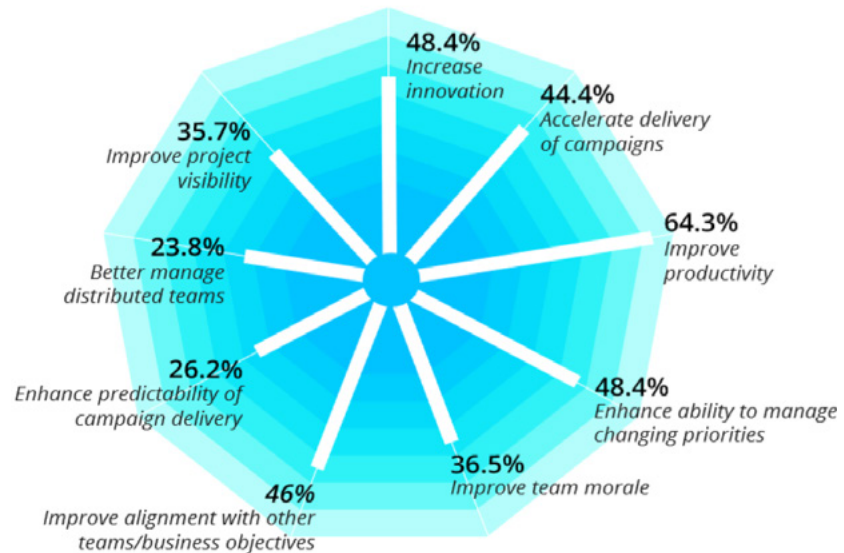 48.4%
Increase
innovation
44.4%
Accelerate delivery
of campaigns
64.3%
Improve
productivity
48.4%
Enhance ability to manage
changing priorities
36.5%
Improve team morale
46%
Improve alignment with other
teams/business objectives
26.2%
Enhance predictability of
campaign delivery
23.8%
Better manage
distributed teams
35.7%
Improve project
visibility